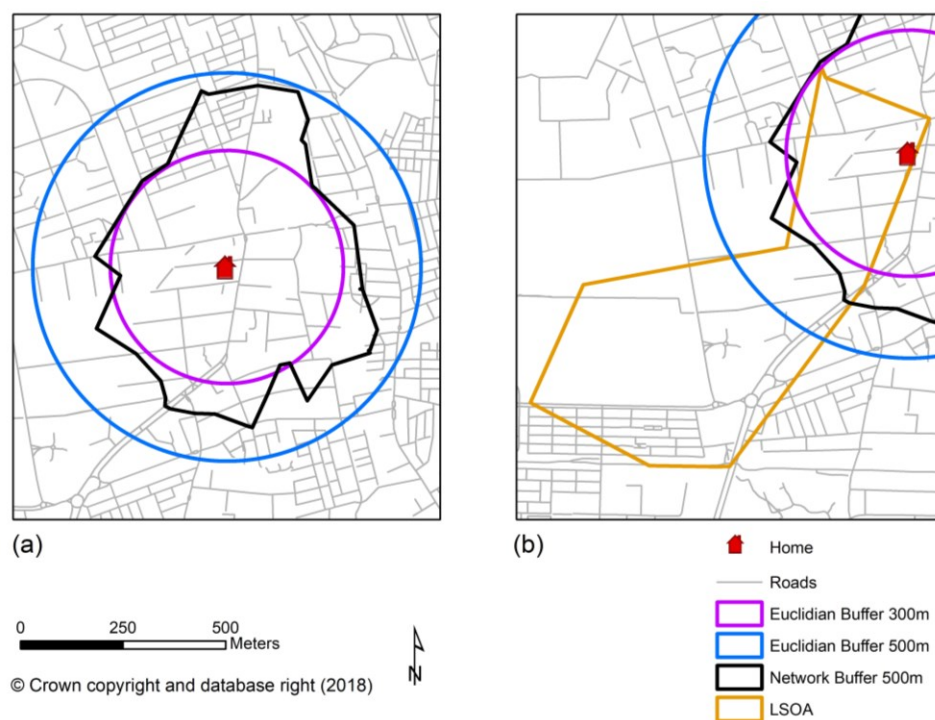 (a)
(b)
Home
Roads
Euclidian Buffer 300m
Euclidian Buffer 500m
Network Buffer 500m
LSOA
0 250 500
Meters
N
© Crown copyright and database right (2018)